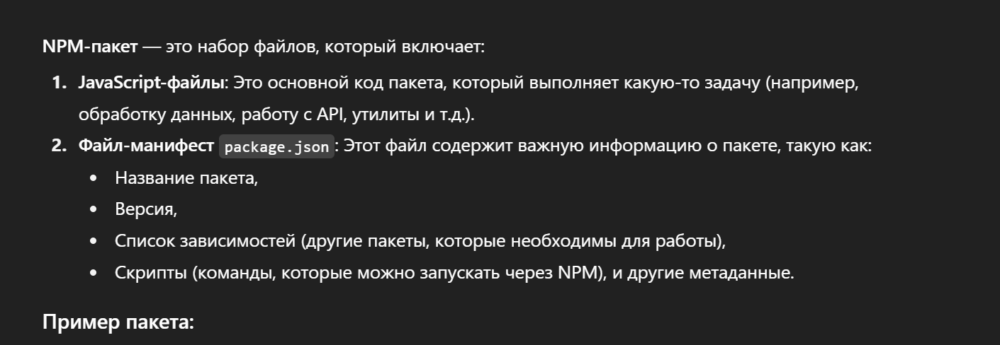 NPM-пакет — это набор файлов, который включает:
1. JavaScript-файлы: Это основной код пакета, который выполняет какую-то задачу (например,
обработку данных, работу с API, утилиты и т.д.).
2. Файл-манифест package.json: Этот файл содержит важную информацию о пакете, такую как:
• Название пакета,
• Версия,
• Список зависимостей (другие пакеты, которые необходимы для работы),
• Скрипты (команды, которые можно запускать через NPM), и другие метаданные.
Пример пакета: